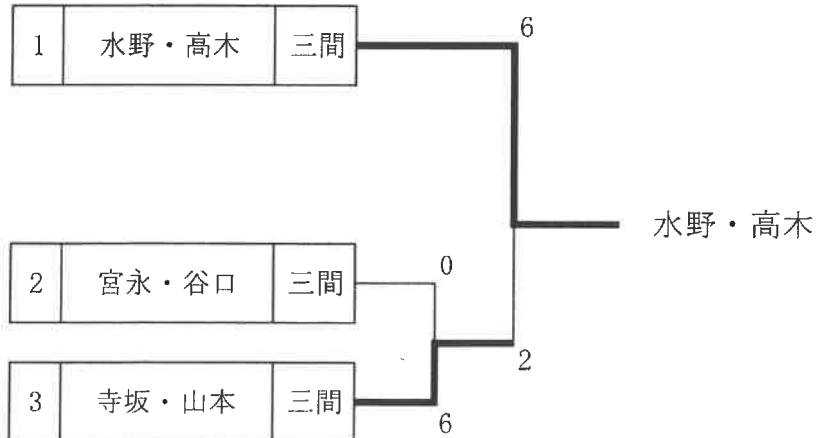 6
1 水野・高木 三間
水野・高木
0
2 宮永・谷口 三間
2
3 寺坂・山本 三間
6